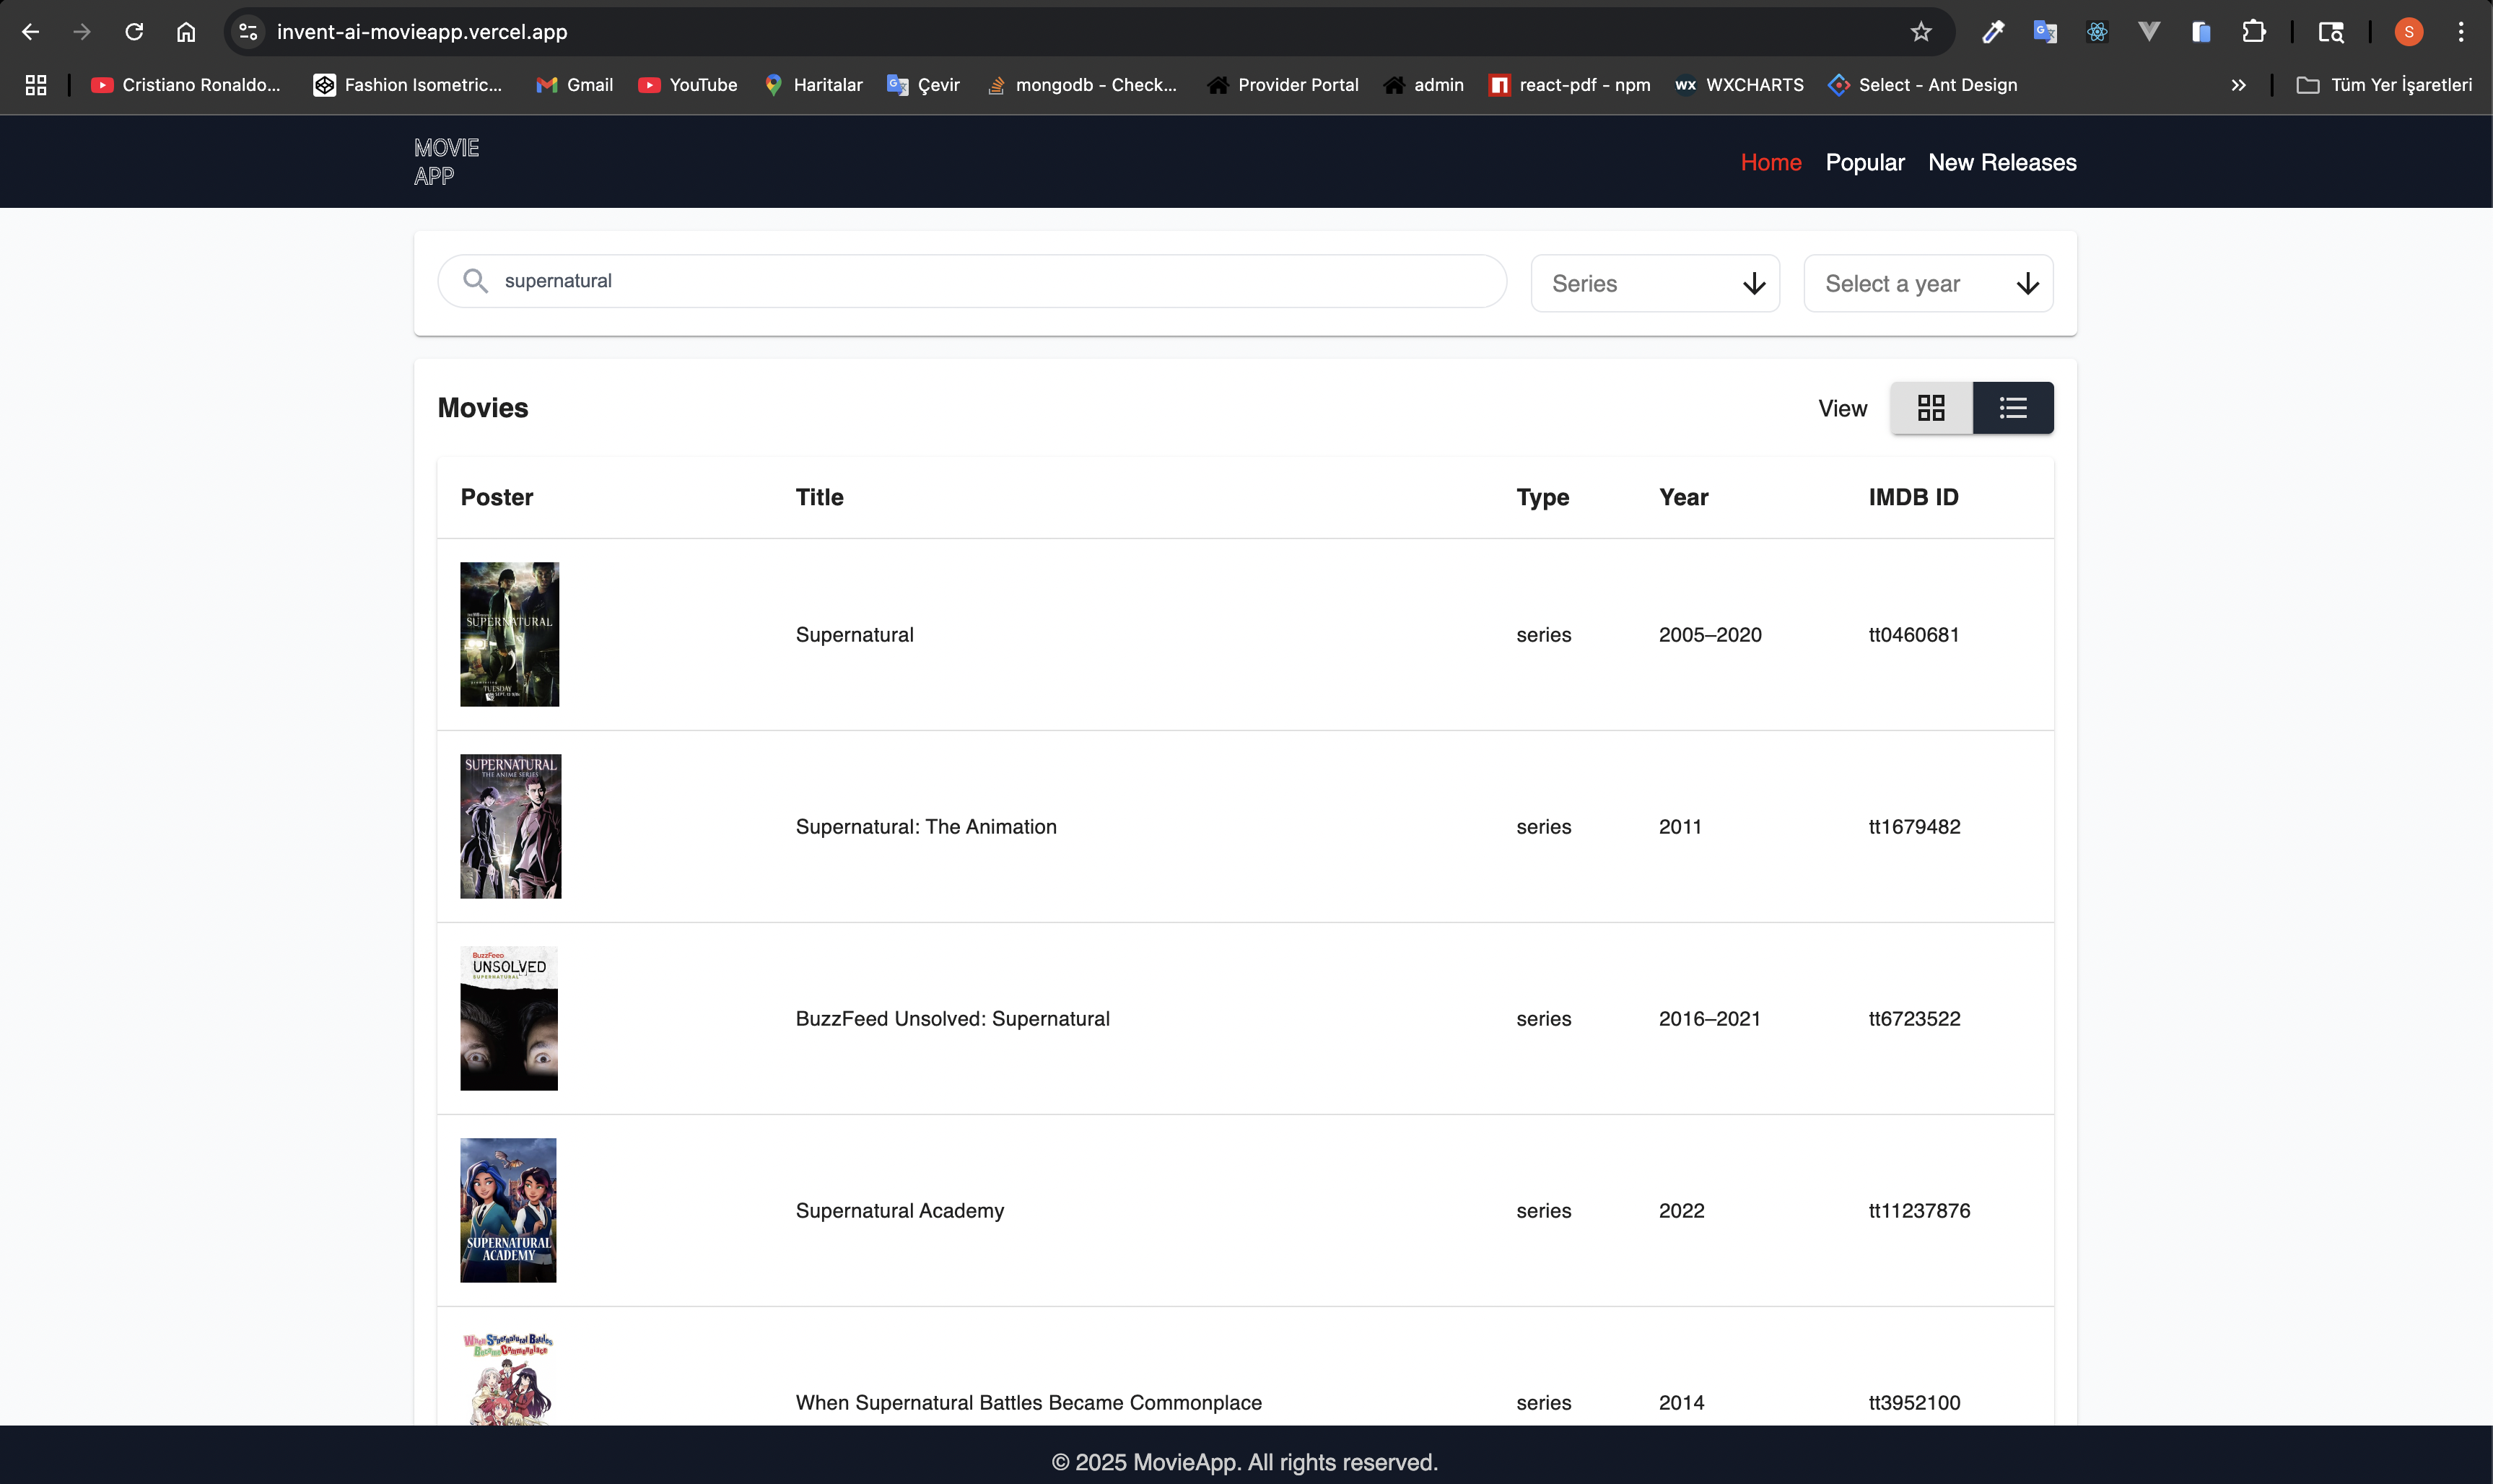 invent-ai-movieapp.vercel.app
S
Cristiano Ronaldo... Fashion Isometric... Gmail YouTube Haritalar Çevir mongodb - Check... Provider Portal admin react-pdf - npm WX WXCHARTS Select - Ant Design » Tüm Yer İşaretleri
MOVIE
APP
Home Popular New Releases
supernatural Series Select a year
Movies View
Poster Title Type Year IMDB ID
SUPERNATURAL
TUESDAY
Supernatural series 2005–2020 tt0460681
SUPERNATURAL
THE ANIME SERIES
Supernatural: The Animation series 2011 tt1679482
BuzzFeed
UNSOLVED
SUPERNATURAL
BuzzFeed Unsolved: Supernatural series 2016–2021 tt6723522
SUPERNATURAL
ACADEMY
Supernatural Academy series 2022 tt11237876
When Supernatural Battles
Became Commonplace
When Supernatural Battles Became Commonplace series 2014 tt3952100
© 2025 MovieApp. All rights reserved.